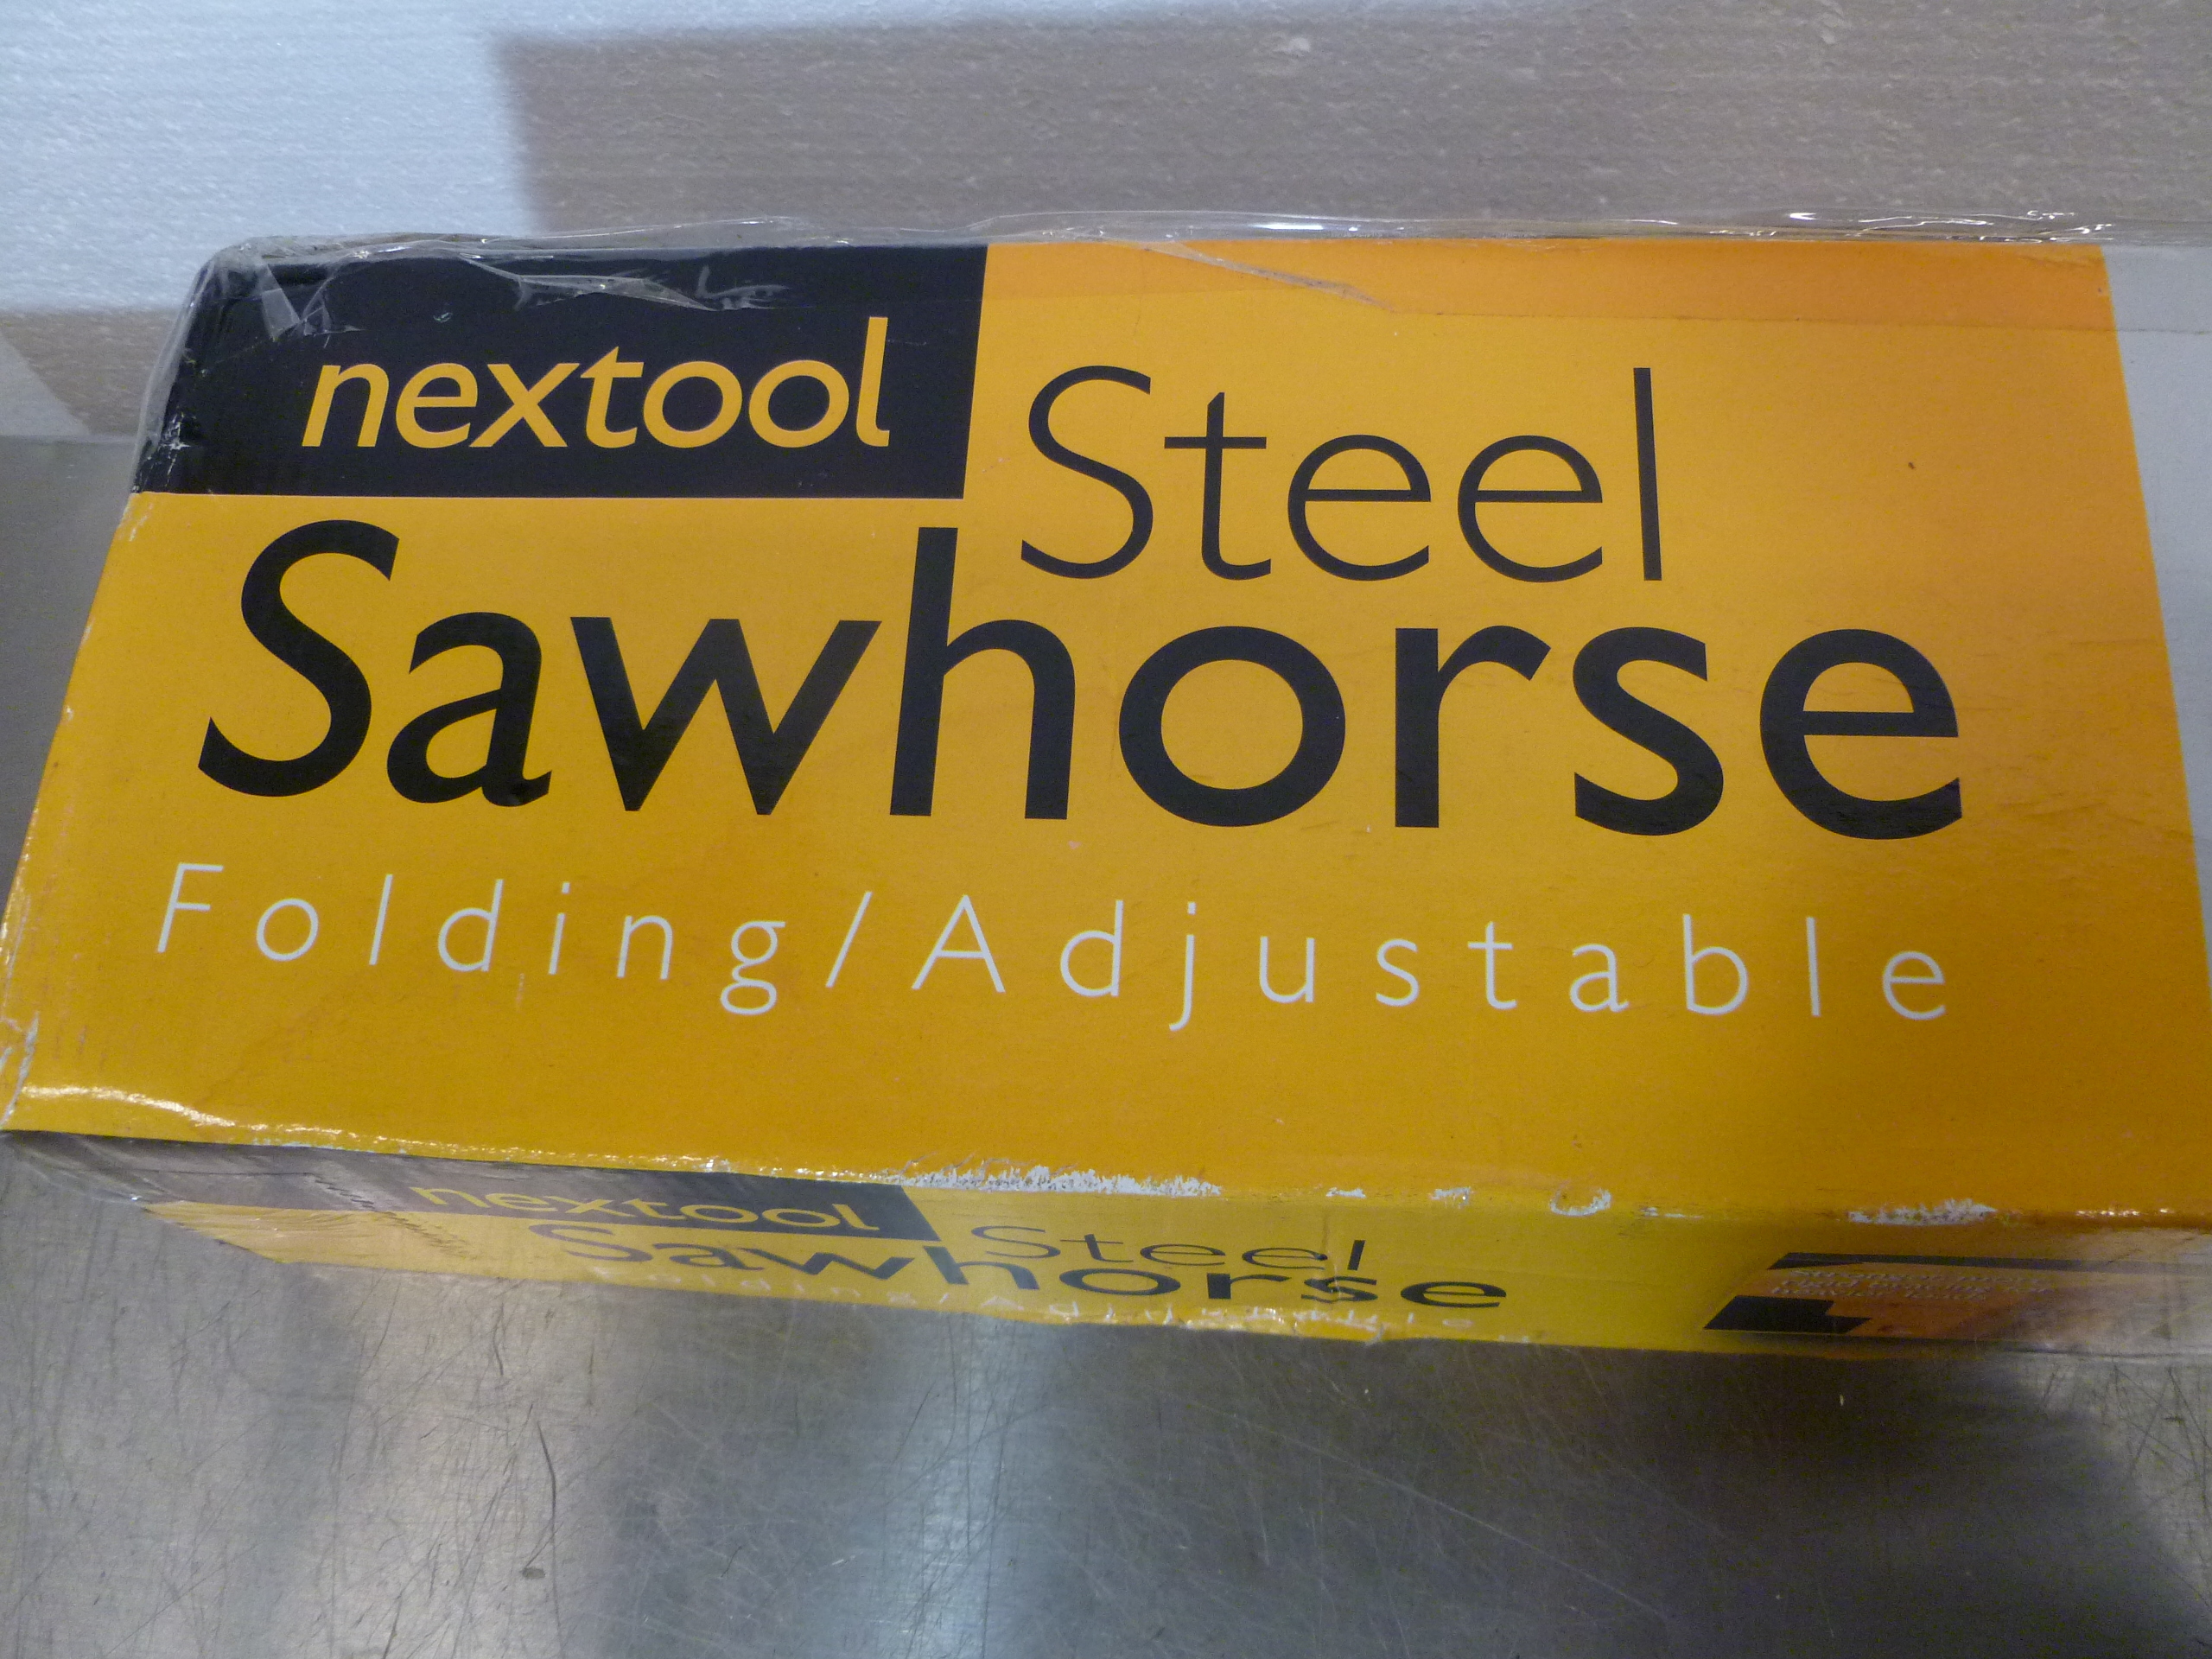 nextool
Steel
Sawhorse
Folding/Adjustable
nextool
Steel
Sawhorse